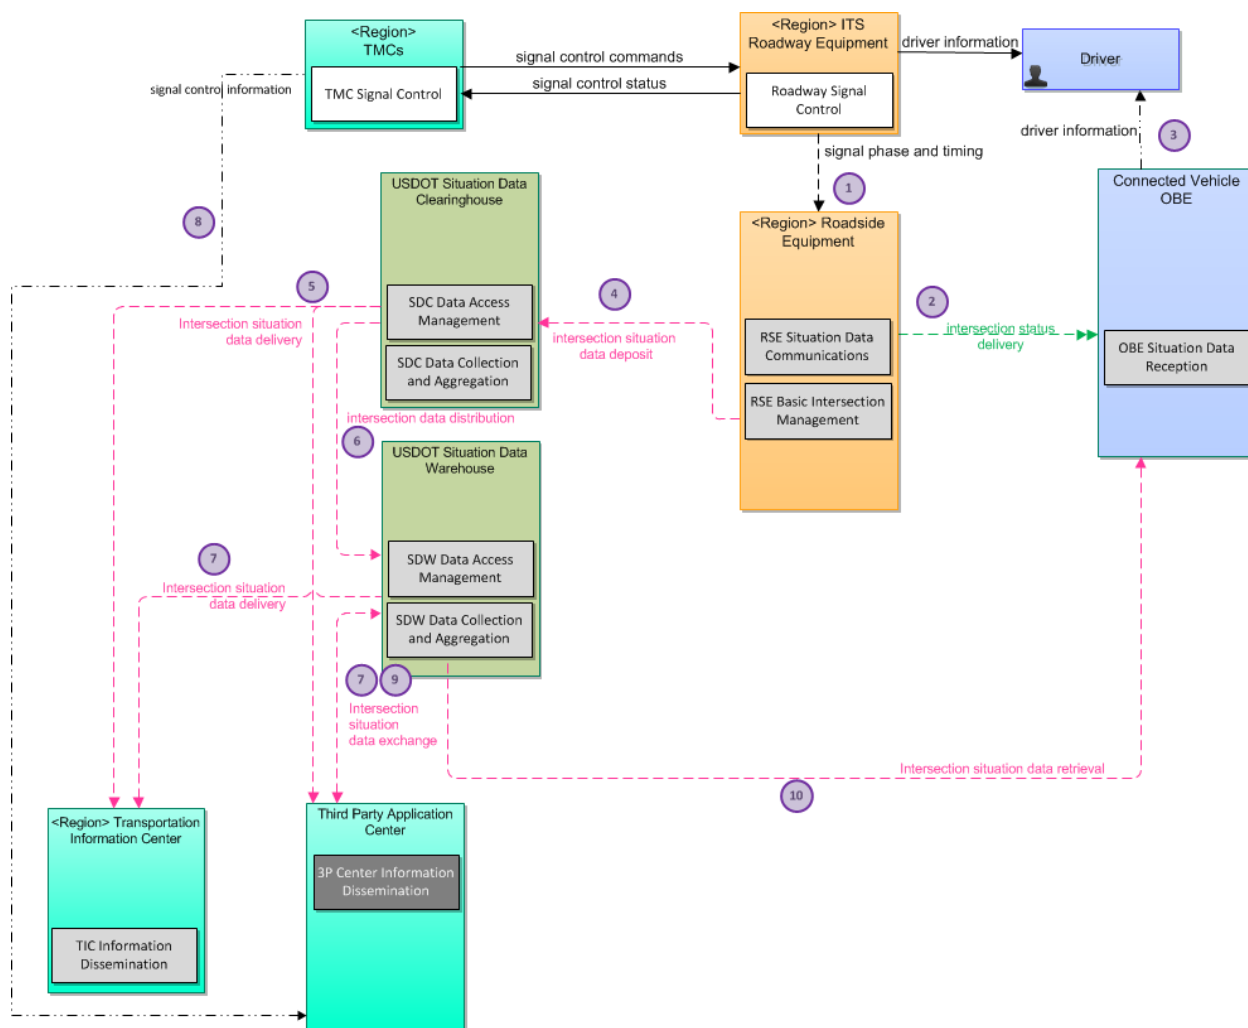 <Region>
TMCs
TMC Signal Control
signal control commands
signal control status
<Region> ITS
Roadway Equipment
Roadway Signal
Control
driver information
Driver
signal control information
driver information
3
signal phase and timing
1
USDOT Situation Data
Clearinghouse
<Region> Roadside
Equipment
Connected Vehicle
OBE
8
5
4
2
SDC Data Access
Management
SDC Data Collection
and Aggregation
Intersection situation
data delivery
intersection situation
data deposit
RSE Situation Data
Communications
RSE Basic Intersection
Management
intersection status
delivery
OBE Situation Data
Reception
intersection data distribution
6
USDOT Situation Data
Warehouse
SDW Data Access
Management
SDW Data Collection
and Aggregation
7
Intersection situation
data delivery
7
9
Intersection
situation
data exchange
Intersection situation data retrieval
10
<Region> Transportation
Information Center
TIC Information
Dissemination
Third Party Application
Center
3P Center Information
Dissemination